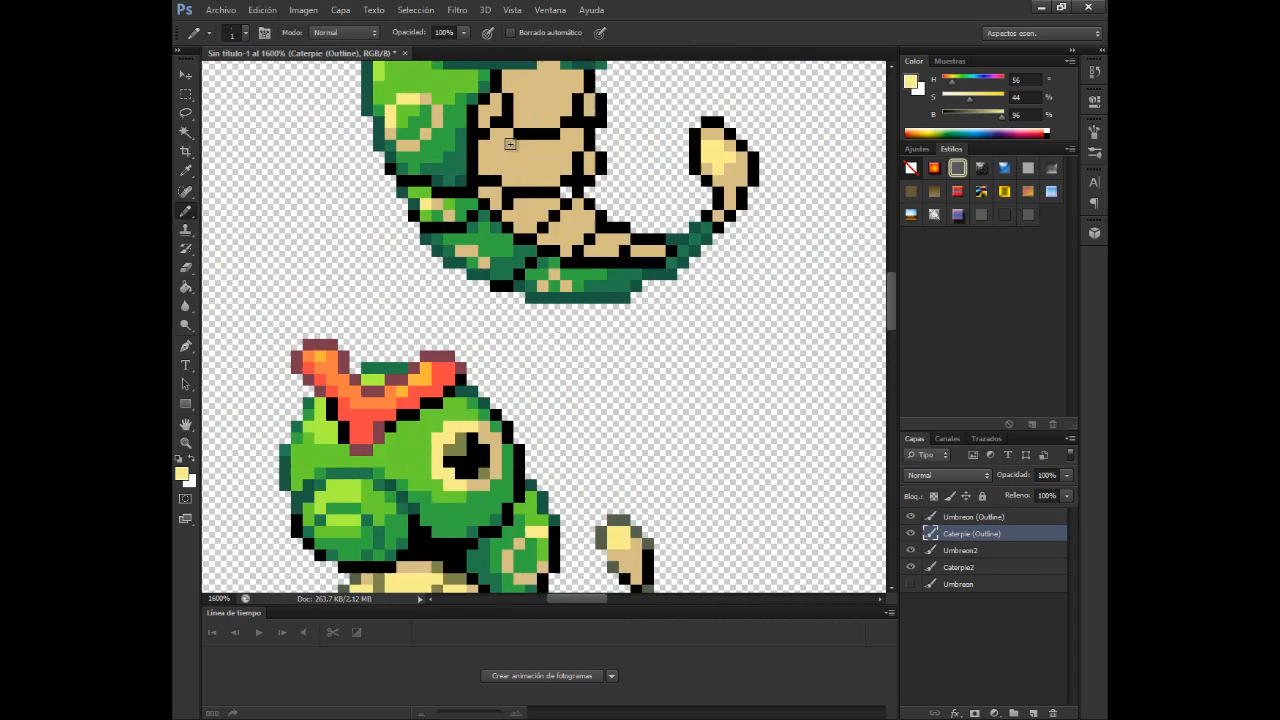 Ps Archivo Edición Imagen Capa Texto Selección Filtro 3D Vista Ventana Ayuda
1 Modo: Normal Opacidad: 100% Borrado automático Aspectos esen.
Sin título-1 al 1600% (Caterpie (Outline), RGB/8) * ×
Color Muestras
H 56 °
S 44 %
B 96 %
Ajustes Estilos
Capas Canales Trazados
Tipo
Normal Opacidad: 100%
Bloq.: Relleno: 100%
Umbreon (Outline)
Caterpie (Outline)
Umbreon2
Caterpie2
Umbreon
1600% Doc: 263,7 KB/2,12 MB
Línea de tiempo
Crear animación de fotogramas